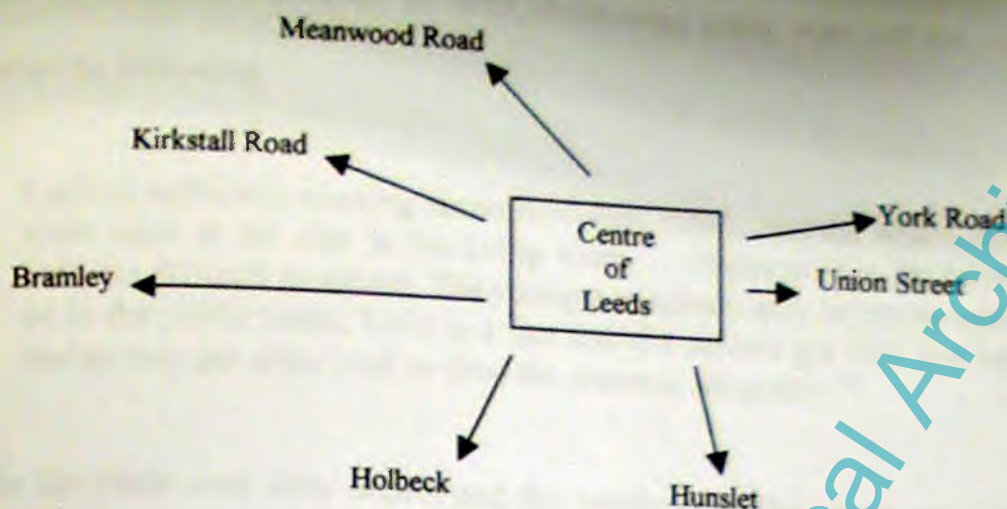 Meanwood Road
Kirkstall Road
York Road
Centre
of
Leeds
Bramley
Union Street
Holbeck
Hunslet